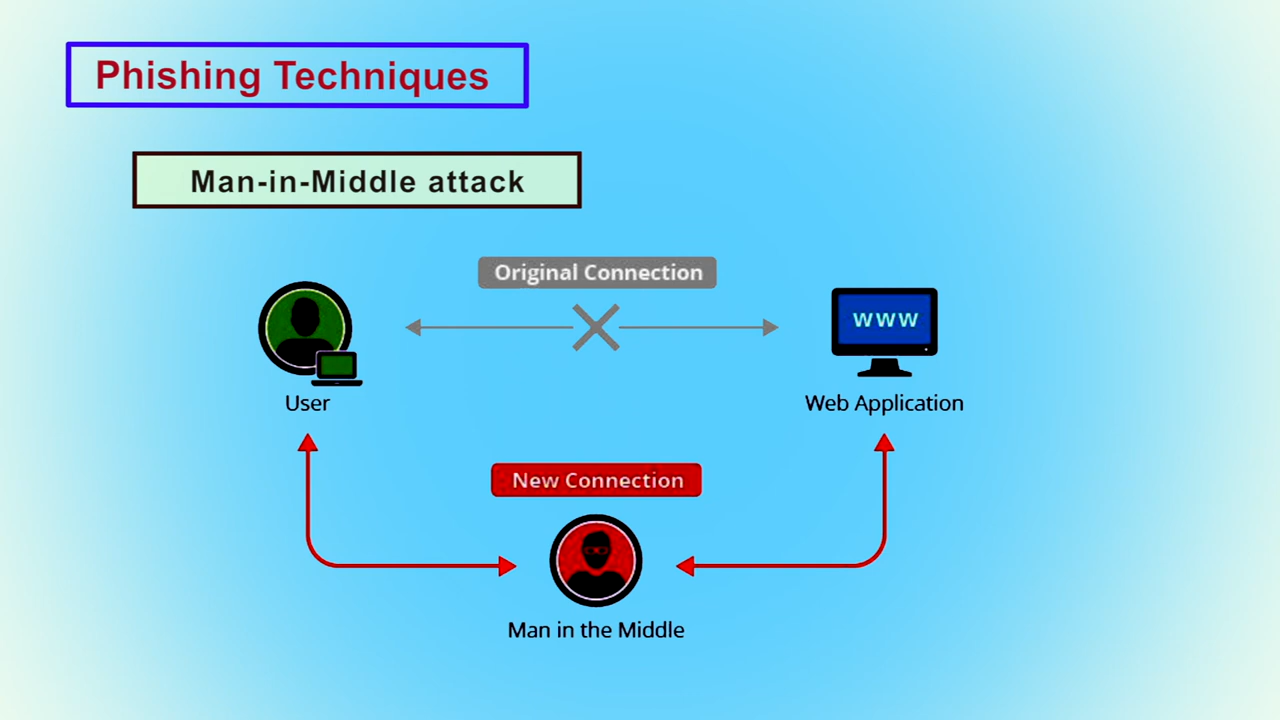 Phishing Techniques
Man-in-Middle attack
Original Connection
www
User
Web Application
New Connection
Man in the Middle